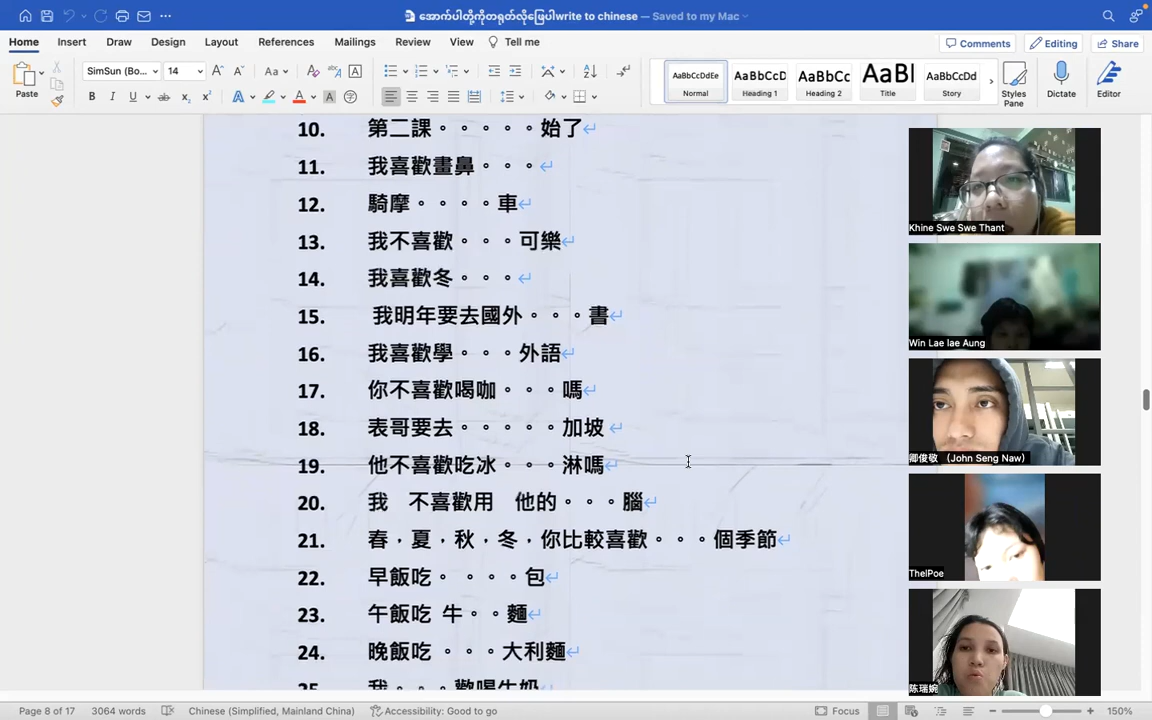 အောက်ပါတို့ကိုတရုတ်လိုဖြေပါwrite to chinese — Saved to my Mac
Home Insert Draw Design Layout References Mailings Review View Tell me Comments Editing Share
Paste SimSun (Bo... 14 AaBbCcDdEe Normal AaBbCcD Heading 1 AaBbCc Heading 2 AaBl Title AaBbCcDd Story Styles Pane Dictate Editor
10. 第二課。。。。。始了
11. 我喜歡畫鼻。。。
12. 騎摩。。。。車
13. 我不喜歡。。。可樂
14. 我喜歡冬。。。
15. 我明年要去國外。。。書
16. 我喜歡學。。。外語
17. 你不喜歡喝咖。。。嗎
18. 表哥要去。。。。。加坡
19. 他不喜歡吃冰。。。淋嗎
20. 我 不喜歡用 他的。。。腦
21. 春，夏，秋，冬，你比較喜歡。。。個季節
22. 早飯吃。 。。。包
23. 午飯吃 牛。。麵
24. 晚飯吃 。。。大利麵
25. 我。。。歡喝牛奶
Khine Swe Swe Thant
Win Lae lae Aung
卿俊敬 (John Seng Naw)
TheIPoe
陈瑞婉
Page 8 of 17 3064 words Chinese (Simplified, Mainland China) Accessibility: Good to go Focus 150%